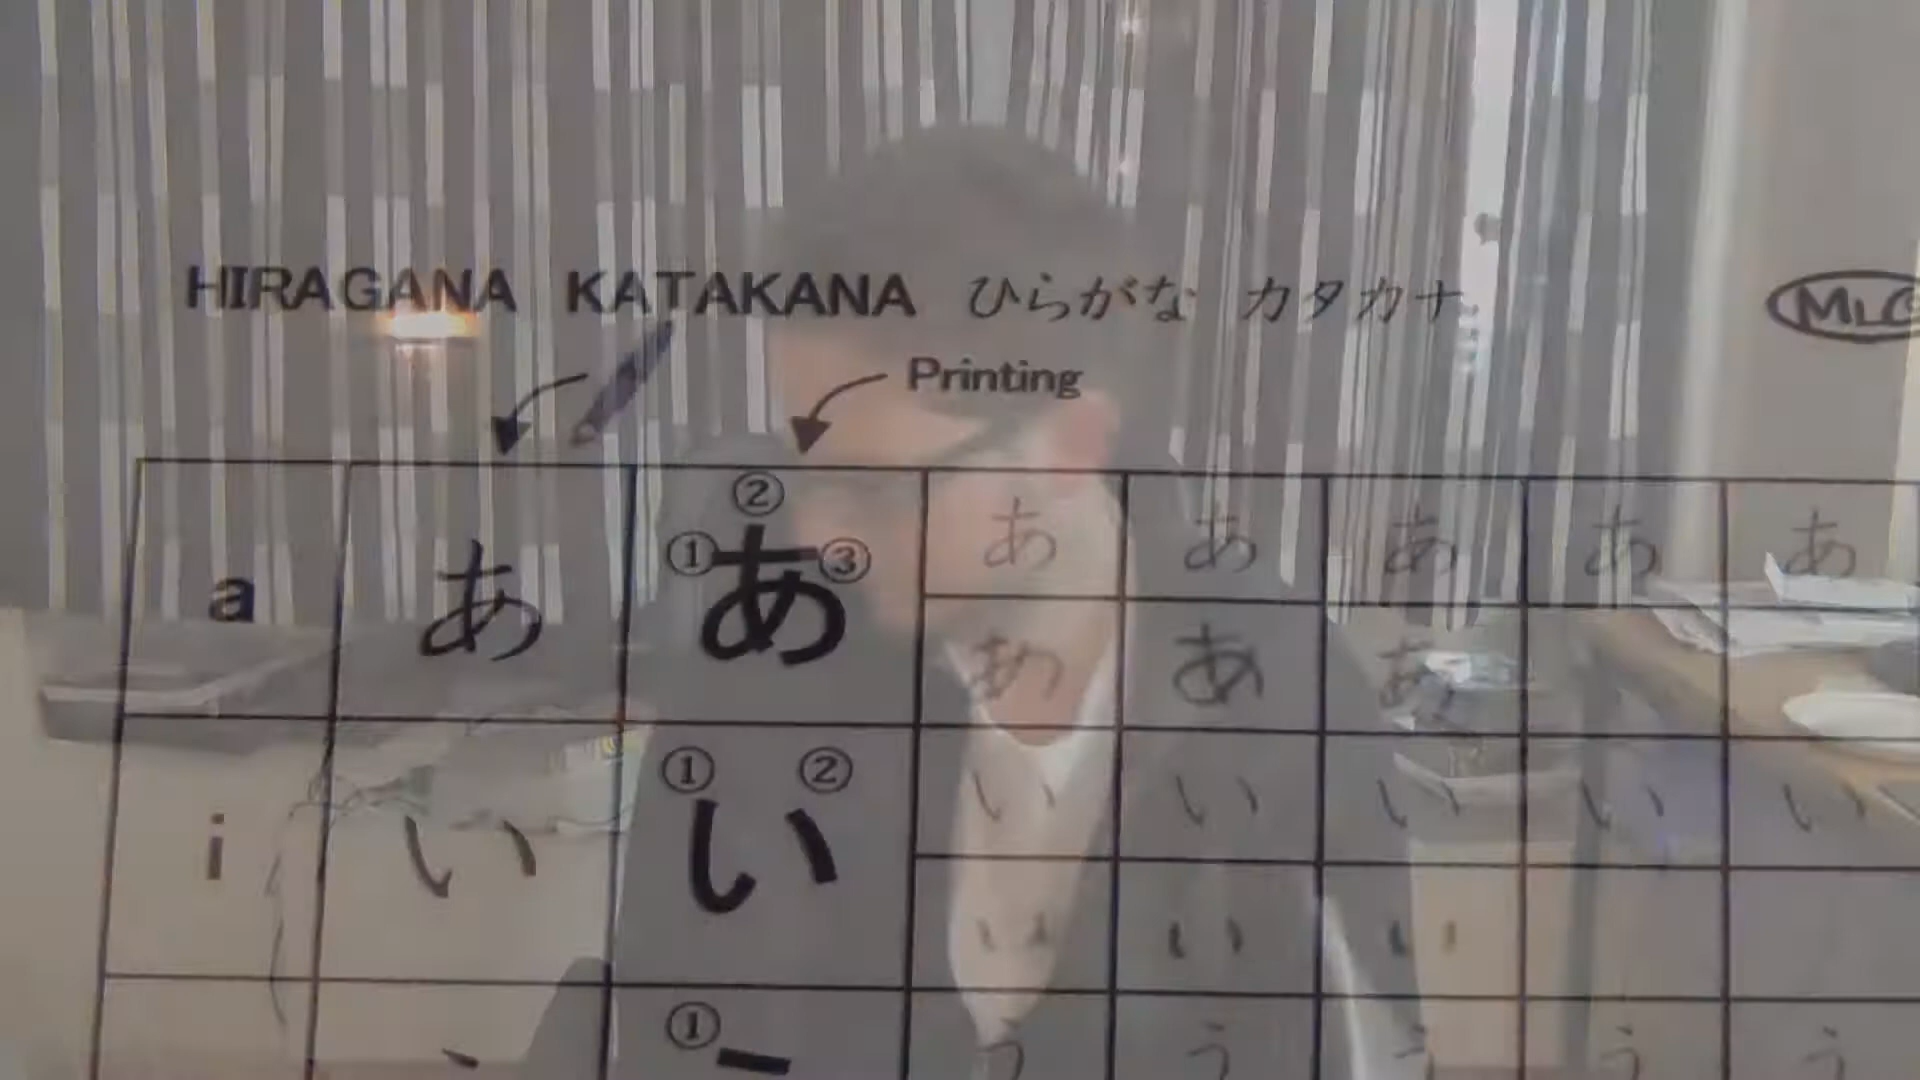 HIRAGANA KATAKANA ひらがな カタカナ
Printing
② 
a あ ①あ③ あ あ あ あ あ
あ あ あ
① ②
i い い い い い い い
い い い
①
う う う う う